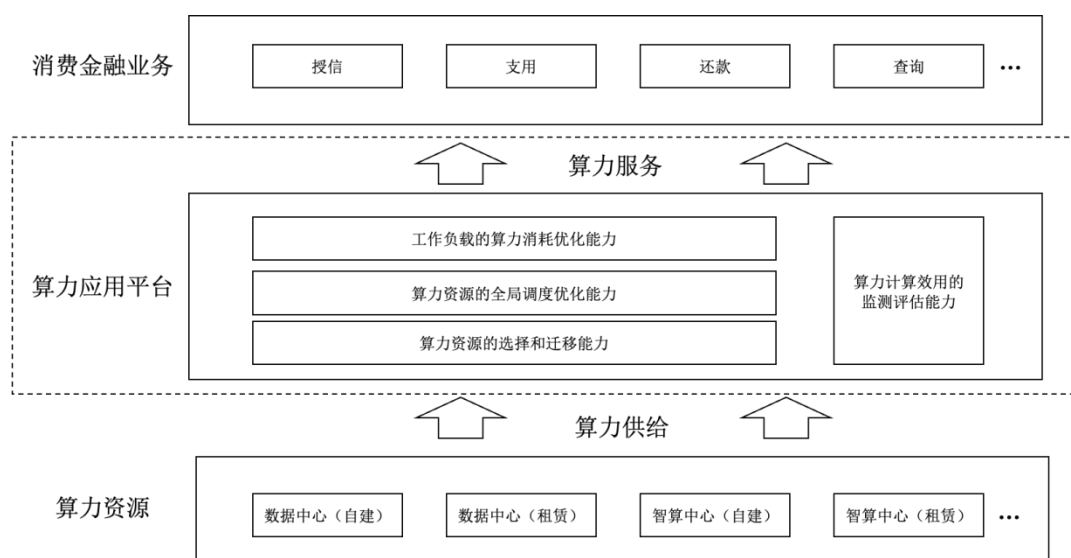 消费金融业务
授信
支用
还款
查询
...
算力服务
算力应用平台
工作负载的算力消耗优化能力
算力资源的全局调度优化能力
算力资源的选择和迁移能力
算力计算效用的
监测评估能力
算力供给
算力资源
数据中心（自建）
数据中心（租赁）
智算中心（自建）
智算中心（租赁）
...